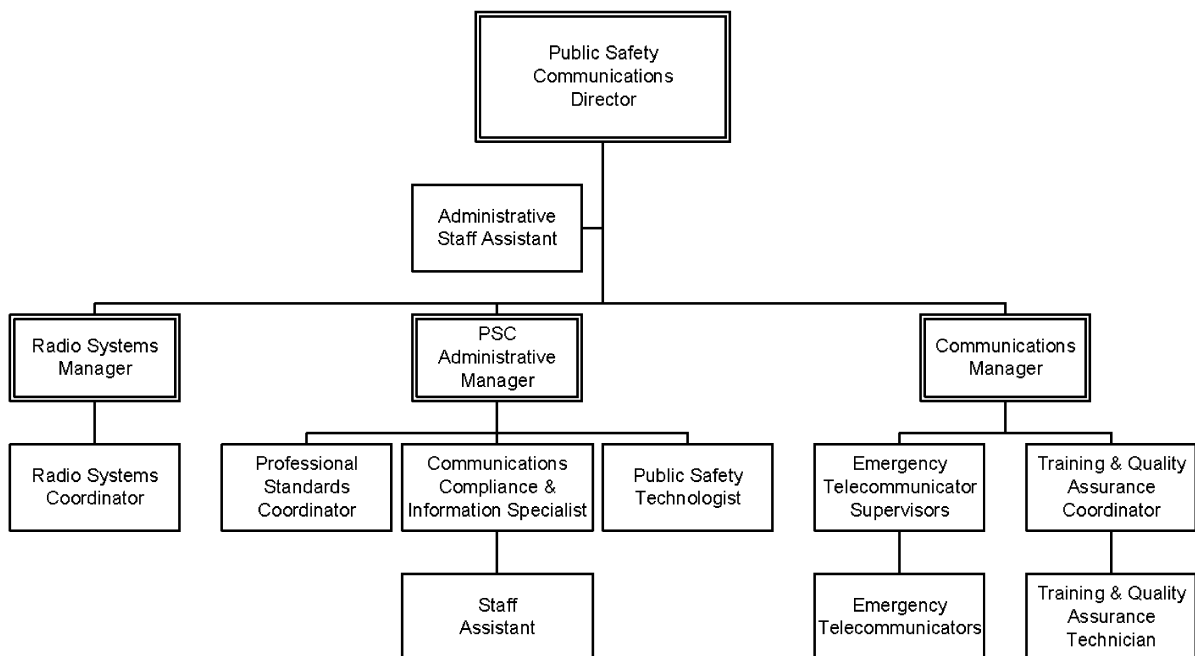 Public Safety
Communications
Director
Administrative
Staff Assistant
Radio Systems
Manager
PSC
Administrative
Manager
Communications
Manager
Radio Systems
Coordinator
Professional
Standards
Coordinator
Communications
Compliance &
Information Specialist
Public Safety
Technologist
Emergency
Telecommunicator
Supervisors
Training & Quality
Assurance
Coordinator
Staff
Assistant
Emergency
Telecommunicators
Training & Quality
Assurance
Technician